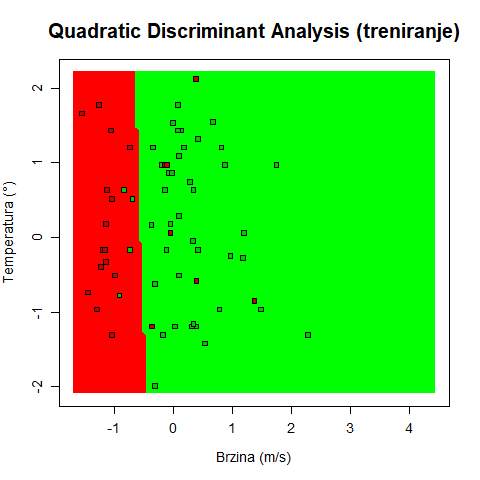 Quadratic Discriminant Analysis (treniranje)
Temperatura (°)
2
1
0
-1
-2
-1 0 1 2 3 4
Brzina (m/s)